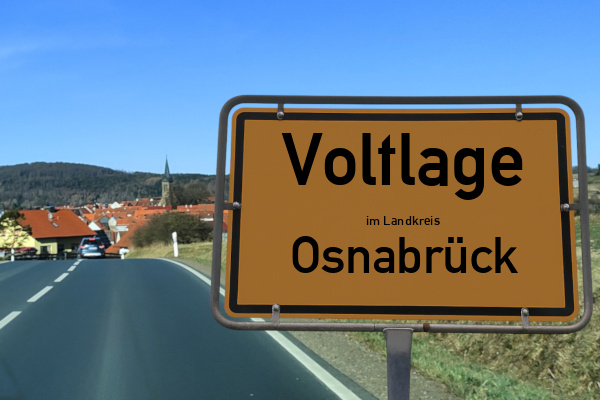 Voltlage
im Landkreis
Osnabrück